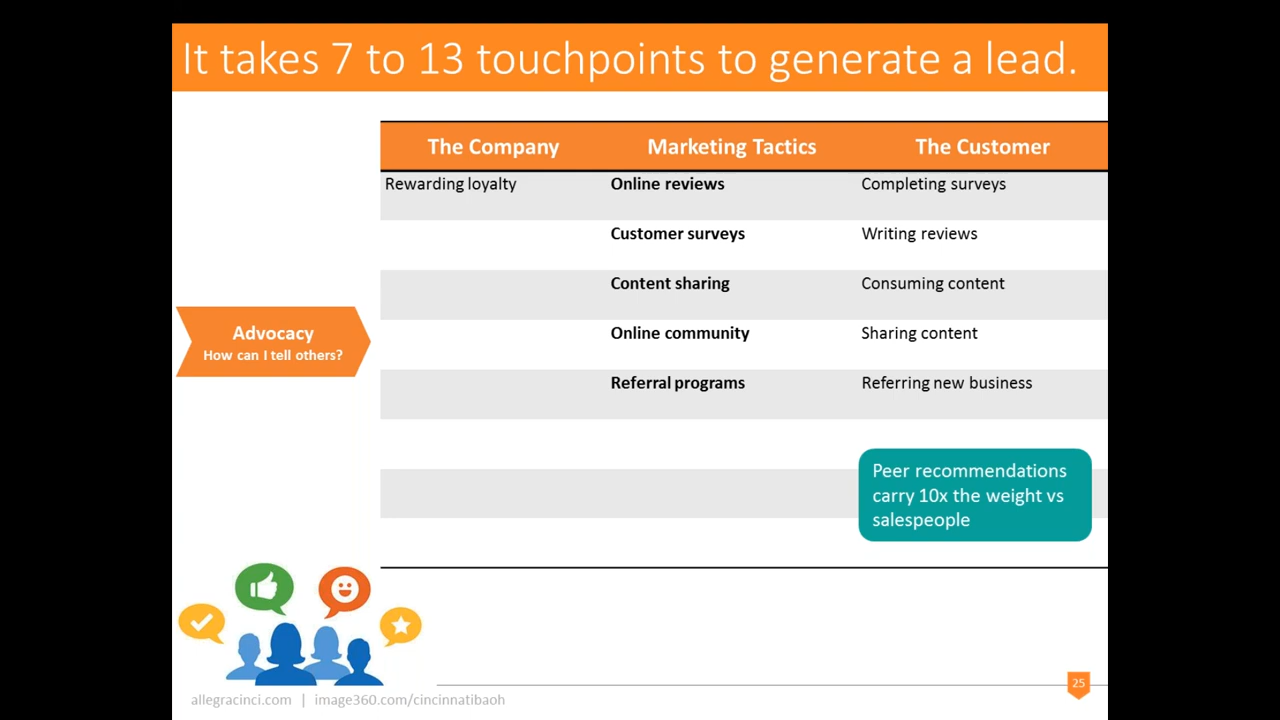 It takes 7 to 13 touchpoints to generate a lead.
The Company Marketing Tactics The Customer
Rewarding loyalty Online reviews Completing surveys
Customer surveys Writing reviews
Content sharing Consuming content
Advocacy
How can I tell others?
Online community Sharing content
Referral programs Referring new business
Peer recommendations
carry 10x the weight vs
salespeople
25
allegracinci.com | image360.com/cincinnatibaoh